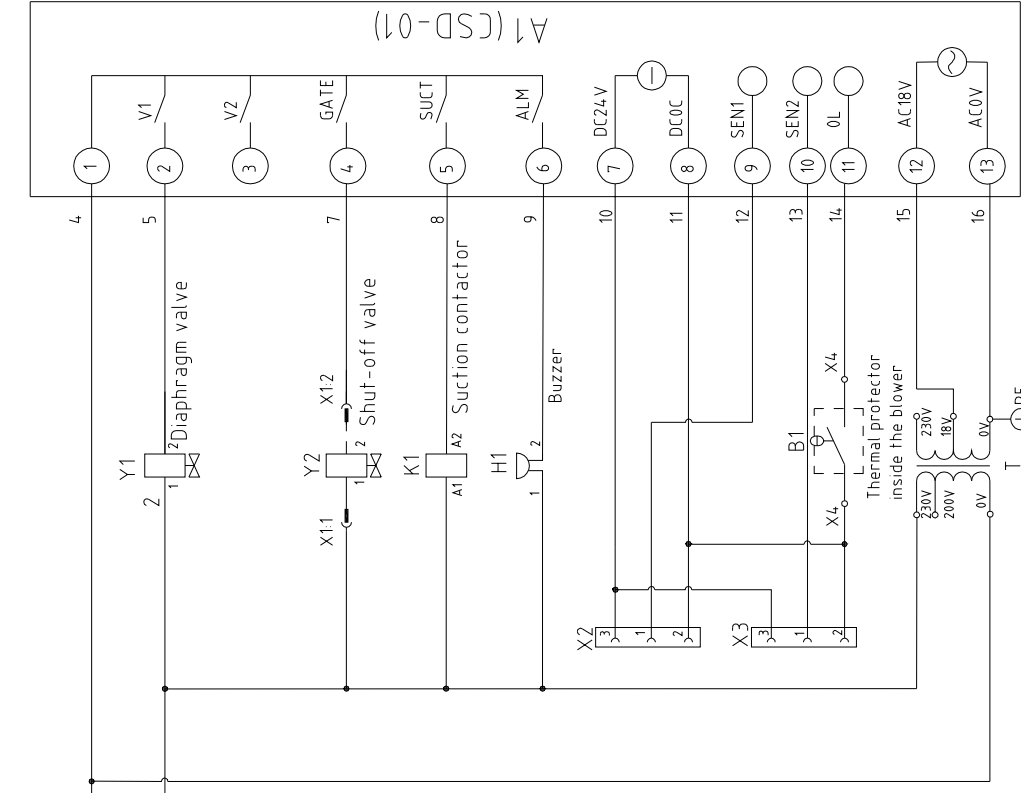 A1(CSD-01)
V1
V2
GATE
SUCT
ALM
DC24V
DC0C
SEN1
SEN2
0L
AC18V
AC0V
1
2
3
4
5
6
7
8
9
10
11
12
13
4
5
7
8
9
10
11
12
13
14
15
16
Y1
2
1
2
Diaphragm valve
X1:2
Y2
1
2
Shut-off valve
X1:1
K1
A1
A2
Suction contactor
H1
1
2
Buzzer
X4
B1
X4
Thermal protector
inside the blower
230V
18V
0V
230V
200V
0V
T
X2
3
1
2
X3
3
1
2